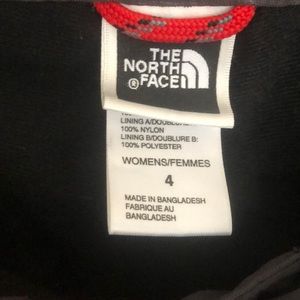 THE
NORTH
FACE
®
LINING A/DOUBLURE A:
100% NYLON
LINING B/DOUBLURE B:
100% POLYESTER
WOMENS/FEMMES
4
MADE IN BANGLADESH
FABRIQUE AU
BANGLADESH